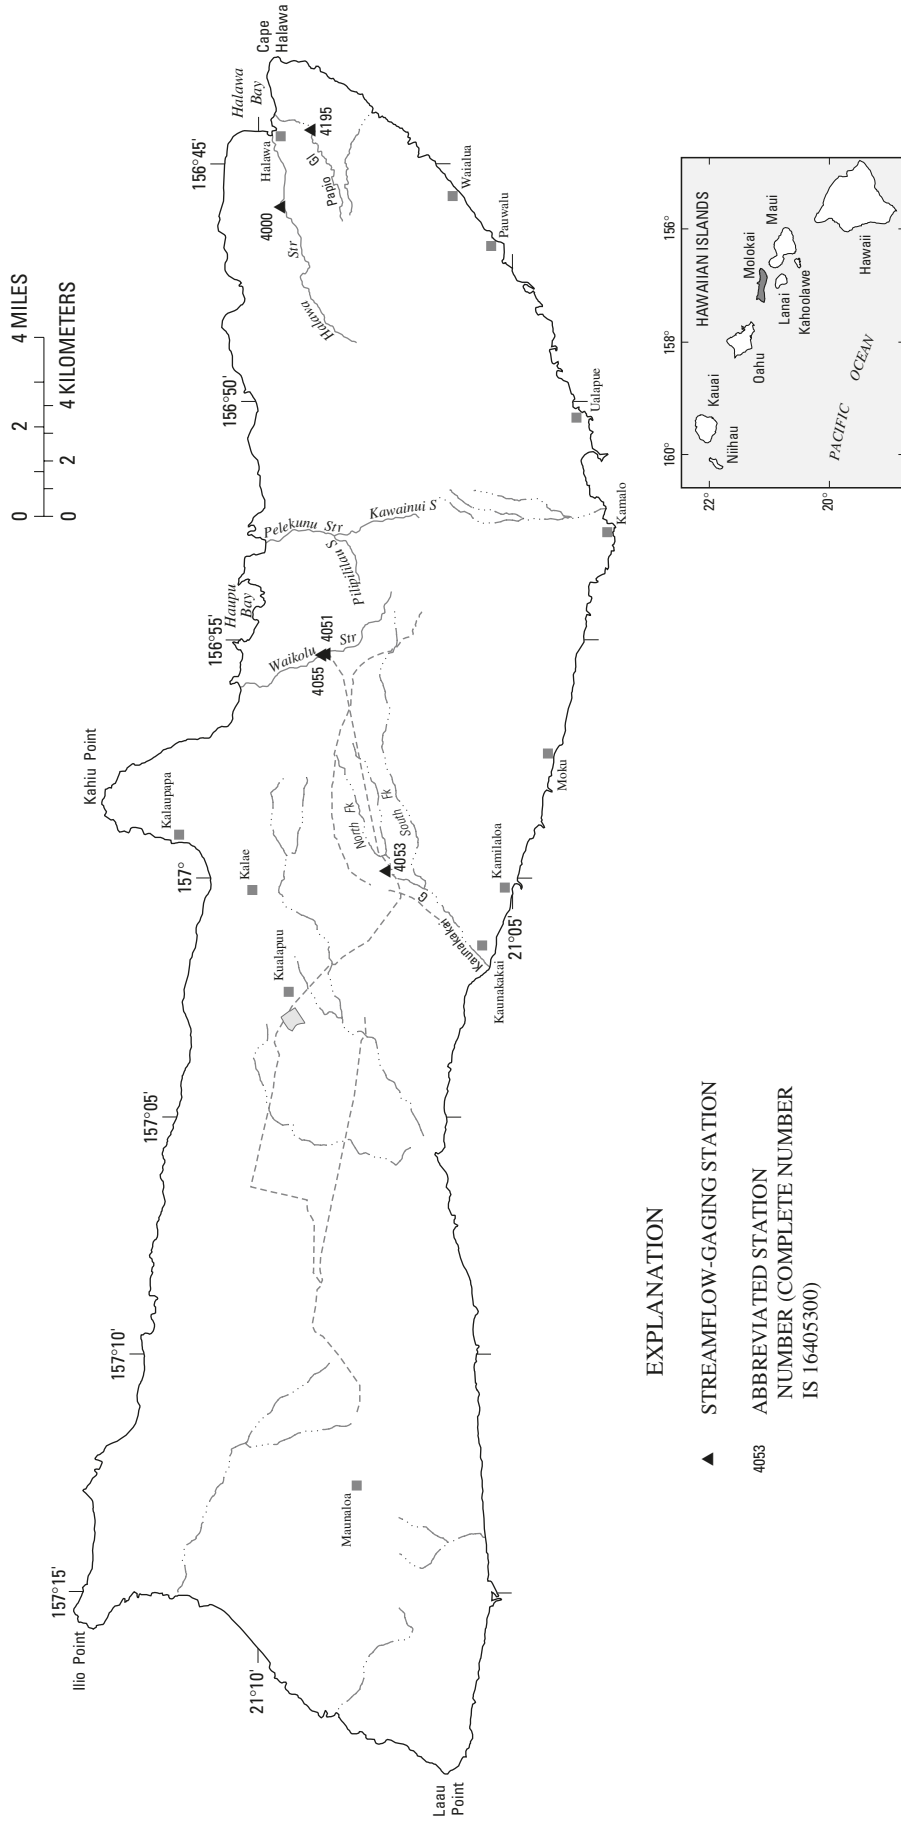 0 2 4 MILES
0 2 4 KILOMETERS
157°15'
157°10'
157°05'
157°
156°55'
156°50'
156°45'
21°10'
21°05'
Ilio Point
Laau
Point
Kahiu Point
Haupu
Bay
Halawa
Bay
Cape
Halawa
Maunaloa
Kualapuu
Kalae
Kalaupapa
Kaunakakai
Kamilaloa
Moku
Kamalo
Ualapue
Pauwalu
Waialua
Halawa
Kaunakakai
G
North Fk
South Fk
4053
Waikolu Str
4055
4051
Pelekunu Str
Pilipililau S
Kawainui S
Halawa Str
4000
Papio Gl
4195
EXPLANATION
STREAMFLOW-GAGING STATION
4053 ABBREVIATED STATION
NUMBER (COMPLETE NUMBER
IS 16405300)
HAWAIIAN ISLANDS
160°
158°
156°
22°
20°
Niihau
Kauai
Oahu
Molokai
Lanai
Maui
Kahoolawe
Hawaii
PACIFIC OCEAN